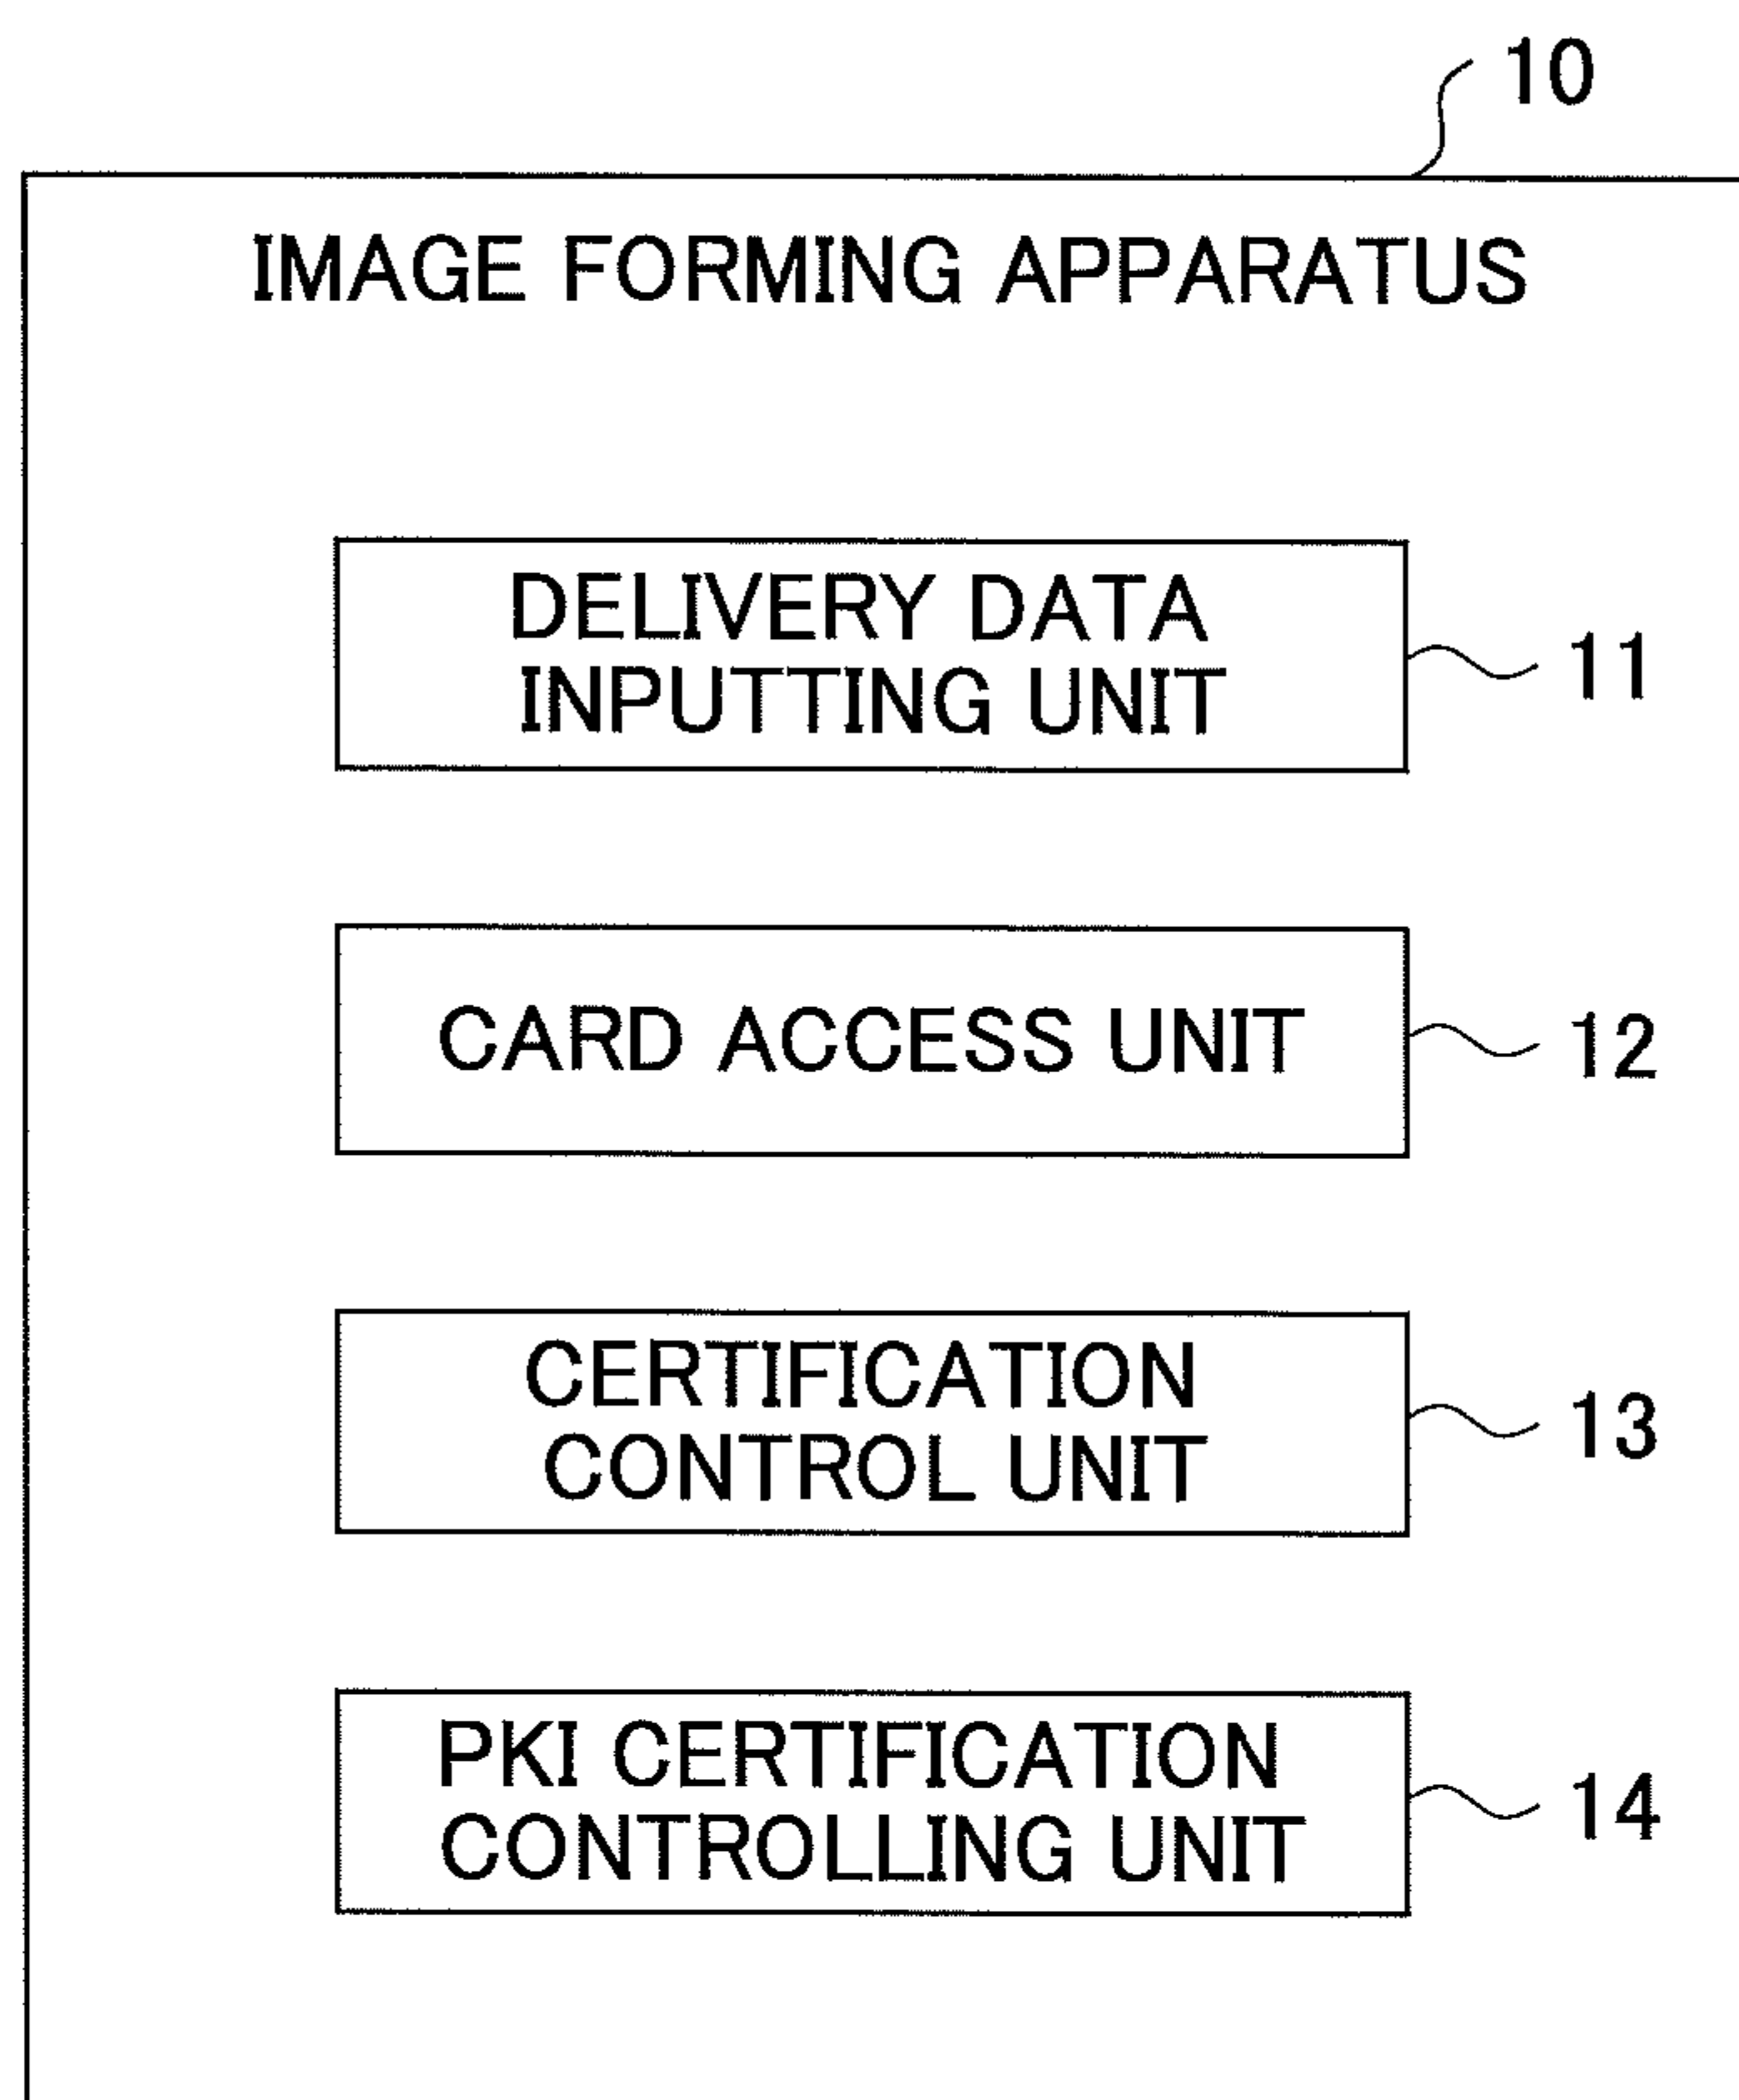 10
IMAGE FORMING APPARATUS
DELIVERY DATA
INPUTTING UNIT
11
CARD ACCESS UNIT
12
CERTIFICATION
CONTROL UNIT
13
PKI CERTIFICATION
CONTROLLING UNIT
14